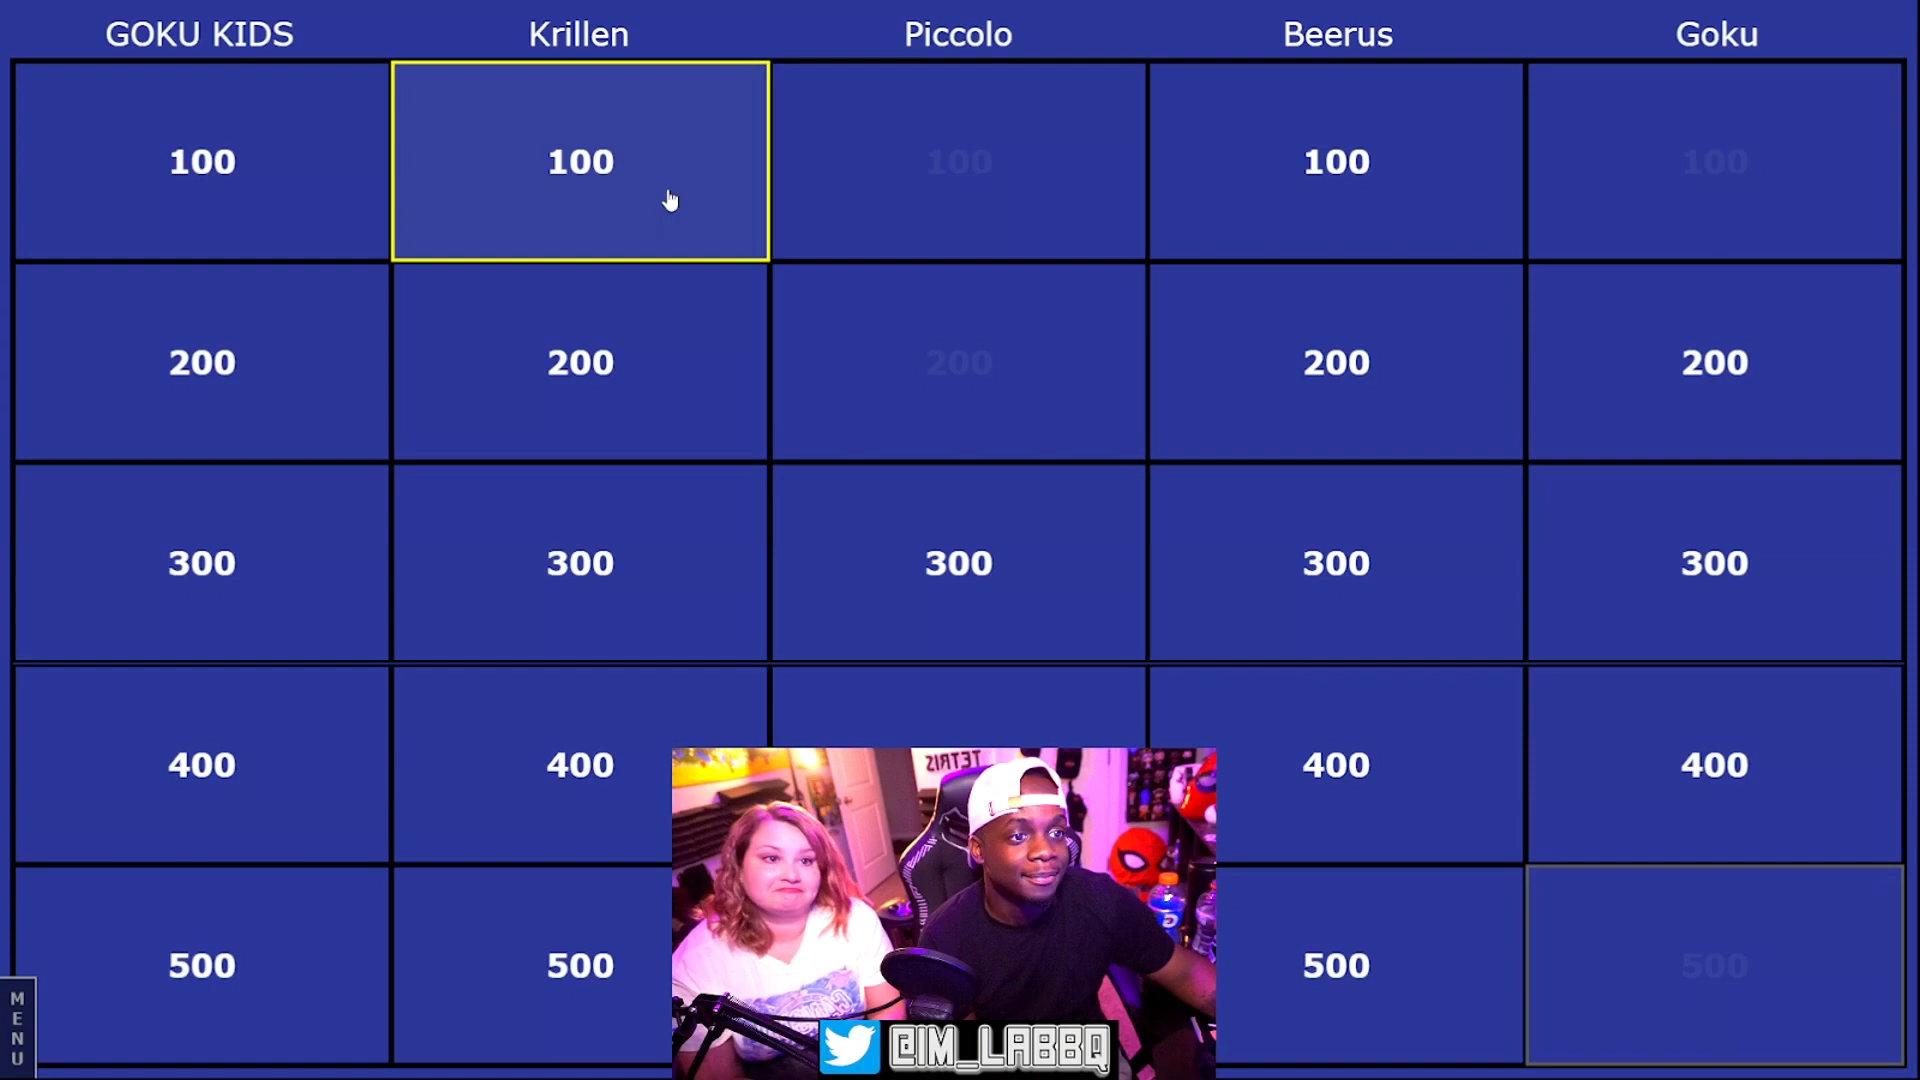 GOKU KIDS Krillen Piccolo Beerus Goku
100 100 100 100 100
200 200 200 200 200
300 300 300 300 300
400 400 400 400
500 500 500 500
TETRIS
MENU
@IM_LABBQ